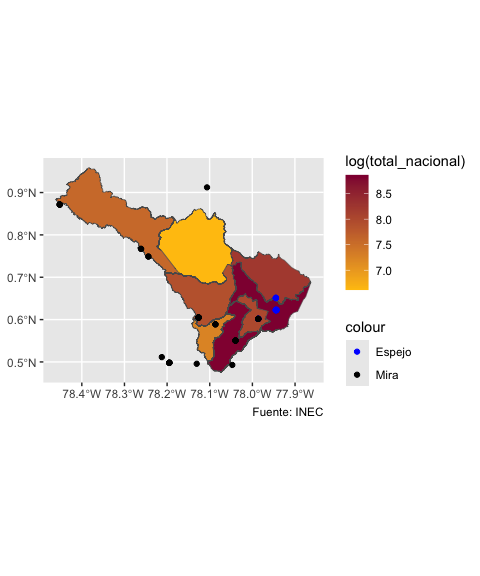 log(total_nacional)
8.5
8.0
7.5
7.0
colour
Espejo
Mira
0.9°N
0.8°N
0.7°N
0.6°N
0.5°N
78.4°W 78.3°W 78.2°W 78.1°W 78.0°W 77.9°W
Fuente: INEC